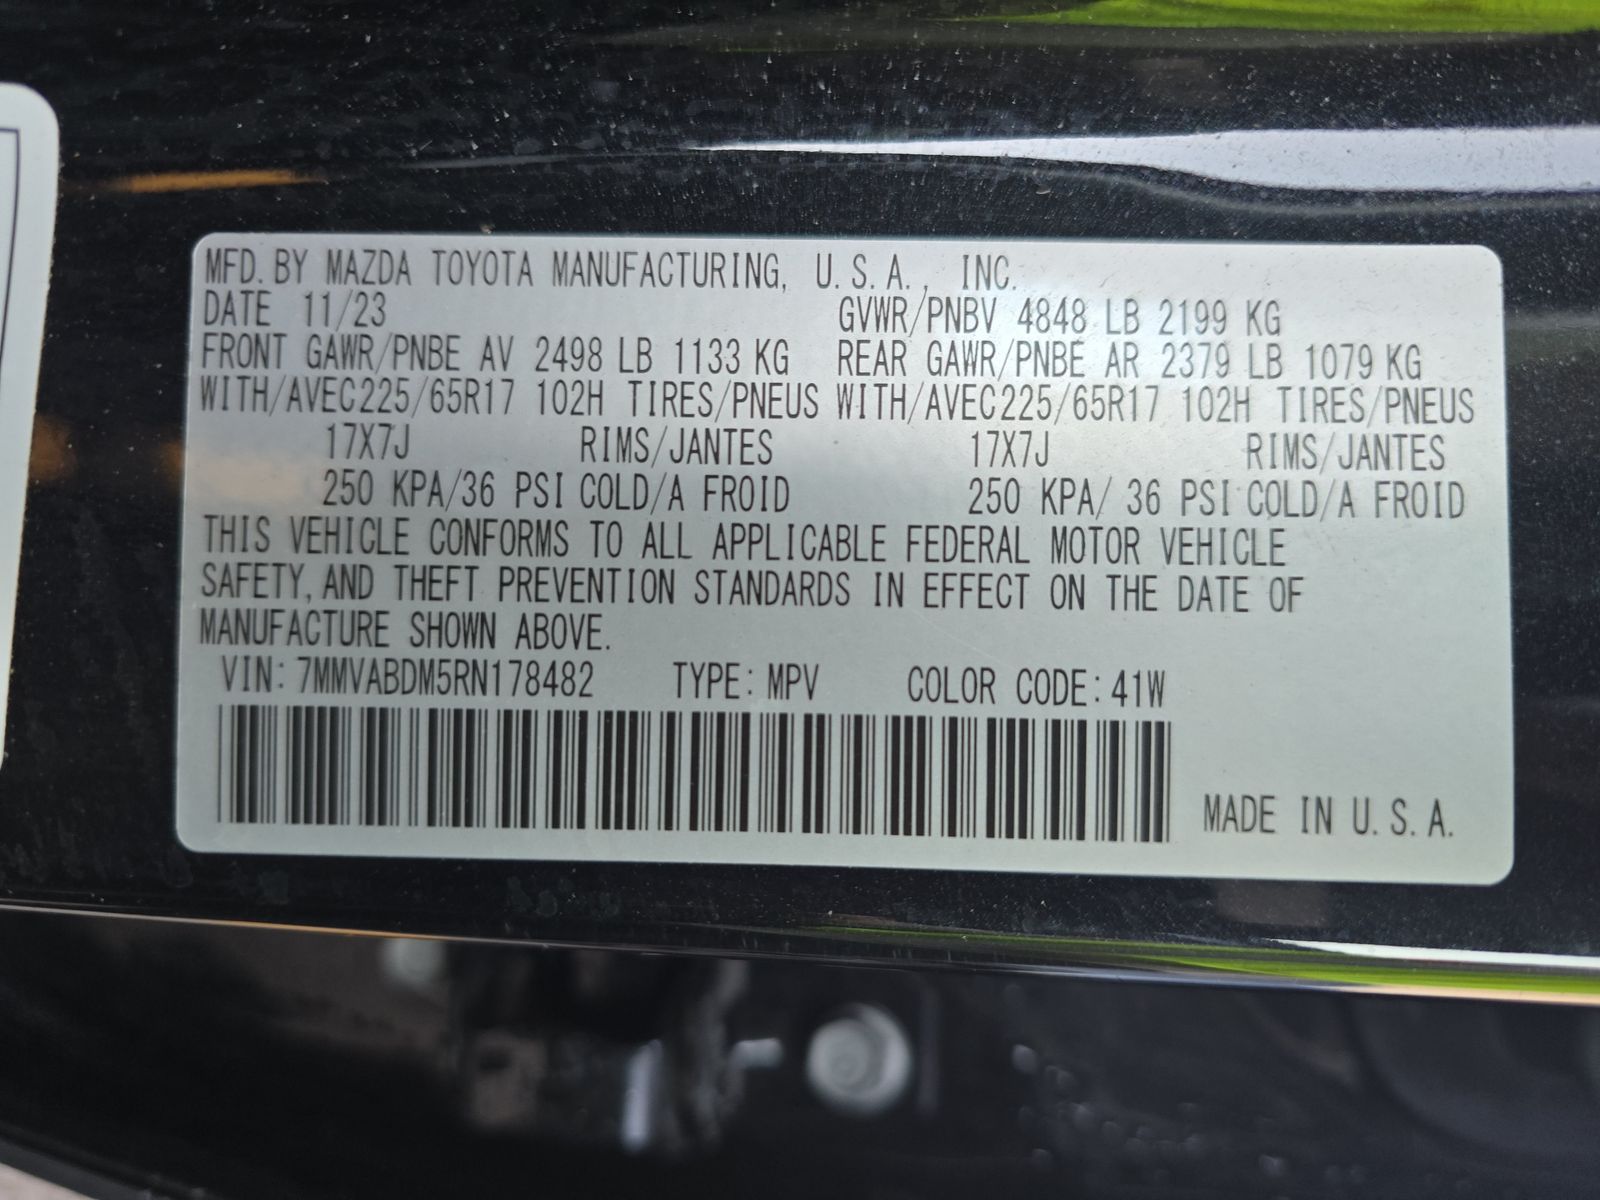 MFD. BY MAZDA TOYOTA MANUFACTURING, U.S.A., INC.
DATE 11/23 GVWR/PNBV 4848 LB 2199 KG
FRONT GAWR/PNBE AV 2498 LB 1133 KG REAR GAWR/PNBE AR 2379 LB 1079 KG
WITH/AVEC225/65R17 102H TIRES/PNEUS WITH/AVEC225/65R17 102H TIRES/PNEUS
17X7J RIMS/JANTES 17X7J RIMS/JANTES
250 KPA/36 PSI COLD/A FROID 250 KPA/ 36 PSI COLD/A FROID
THIS VEHICLE CONFORMS TO ALL APPLICABLE FEDERAL MOTOR VEHICLE
SAFETY, AND THEFT PREVENTION STANDARDS IN EFFECT ON THE DATE OF
MANUFACTURE SHOWN ABOVE.
VIN: 7MMVABDM5RN178482 TYPE: MPV COLOR CODE: 41W
MADE IN U.S.A.